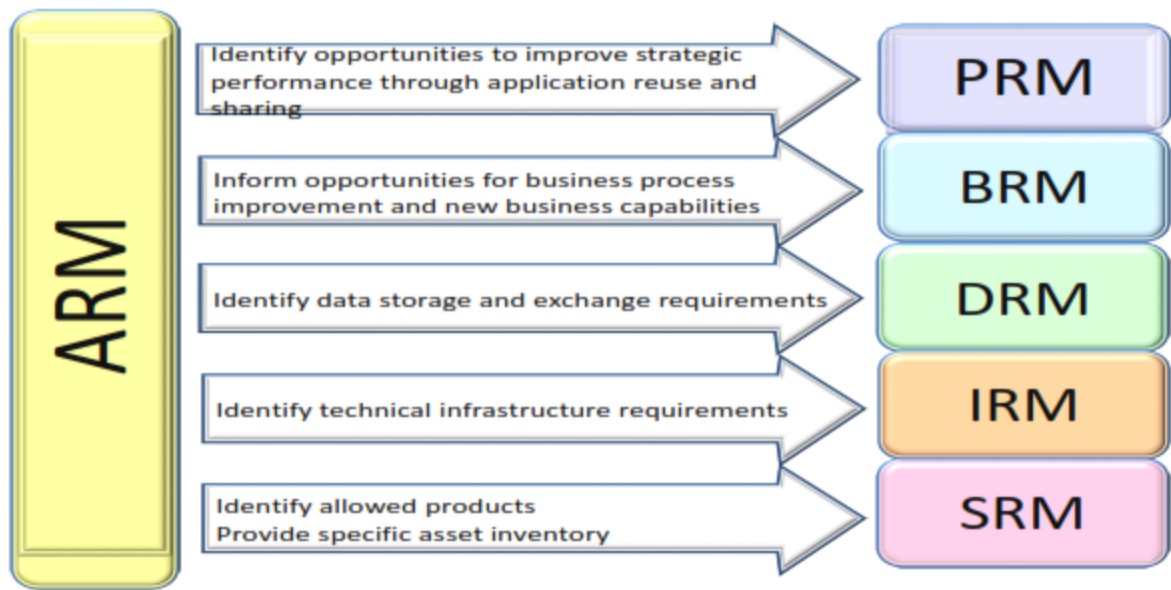 ARM
Identify opportunities to improve strategic
performance through application reuse and
sharing
PRM
Inform opportunities for business process
improvement and new business capabilities
BRM
Identify data storage and exchange requirements
DRM
Identify technical infrastructure requirements
IRM
Identify allowed products
Provide specific asset inventory
SRM